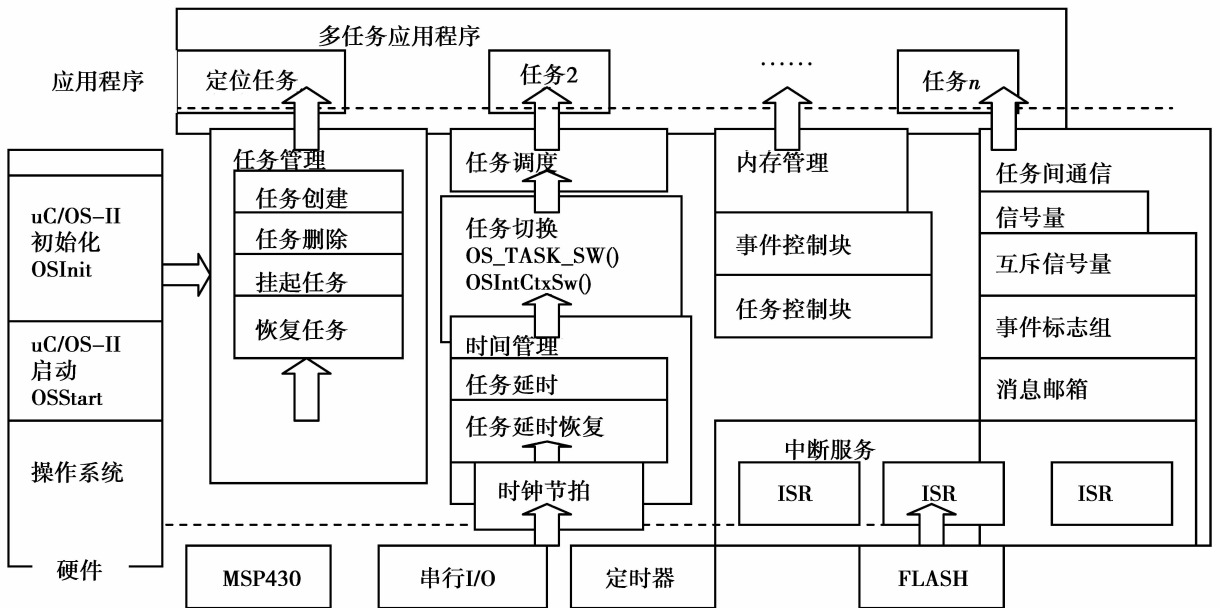 多任务应用程序
应用程序
定位任务
任务2
……
任务n
任务管理
任务创建
任务删除
挂起任务
恢复任务
任务调度
任务切换
OS_TASK_SW()
OSIntCtxSw()
时间管理
任务延时
任务延时恢复
时钟节拍
内存管理
事件控制块
任务控制块
任务间通信
信号量
互斥信号量
事件标志组
消息邮箱
uC/OS-II
初始化
OSInit
uC/OS-II
启动
OSStart
操作系统
中断服务
ISR
ISR
ISR
硬件
MSP430
串行I/O
定时器
FLASH